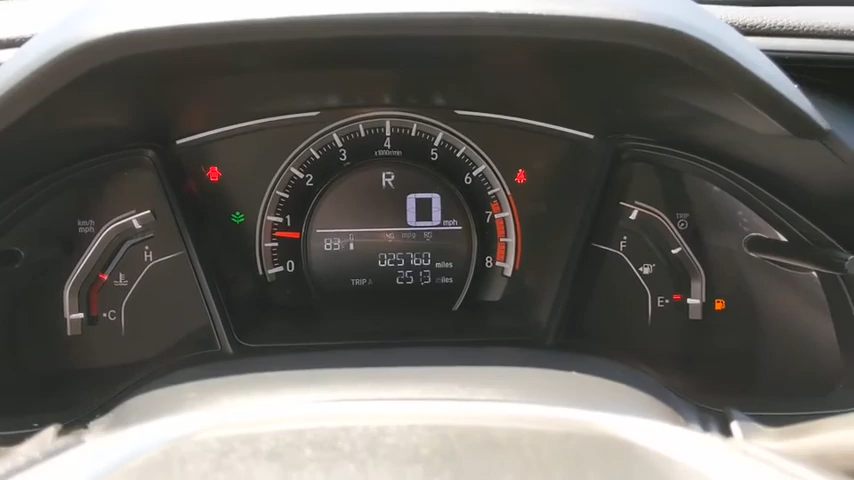 4
x1000r/min
3
5
2
6
1
7
0
8
R
0 mph
83
025760 miles
TRIP A 251.3 miles
km/h
mph
H
C
TRIP
F
E